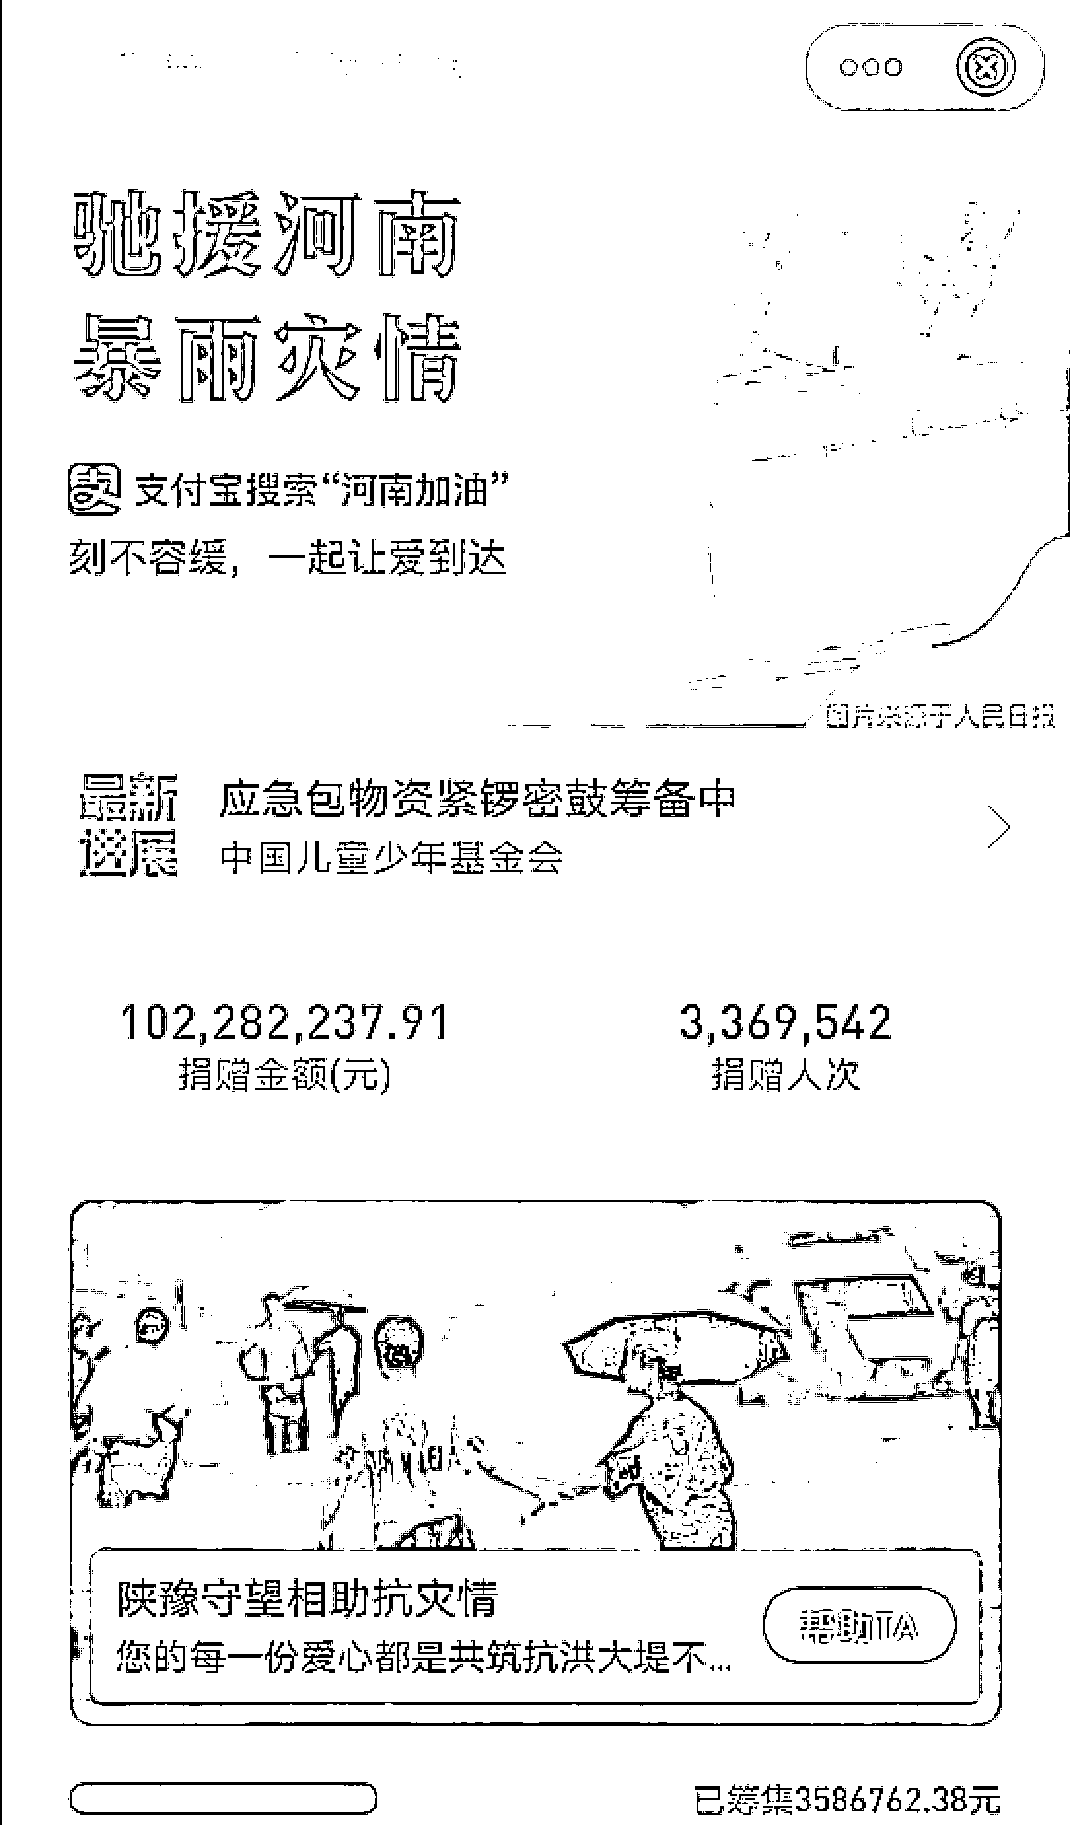 驰援河南
暴雨灾情
支 支付宝搜索“河南加油”
刻不容缓，一起让爱到达
图片来源于人民日报
最新
进展
应急包物资紧锣密鼓筹备中
中国儿童少年基金会
102,282,237.91
捐赠金额(元)
3,369,542
捐赠人次
陕豫守望相助抗灾情
您的每一份爱心都是共筑抗洪大堤不...
帮助TA
已筹集3586762.38元